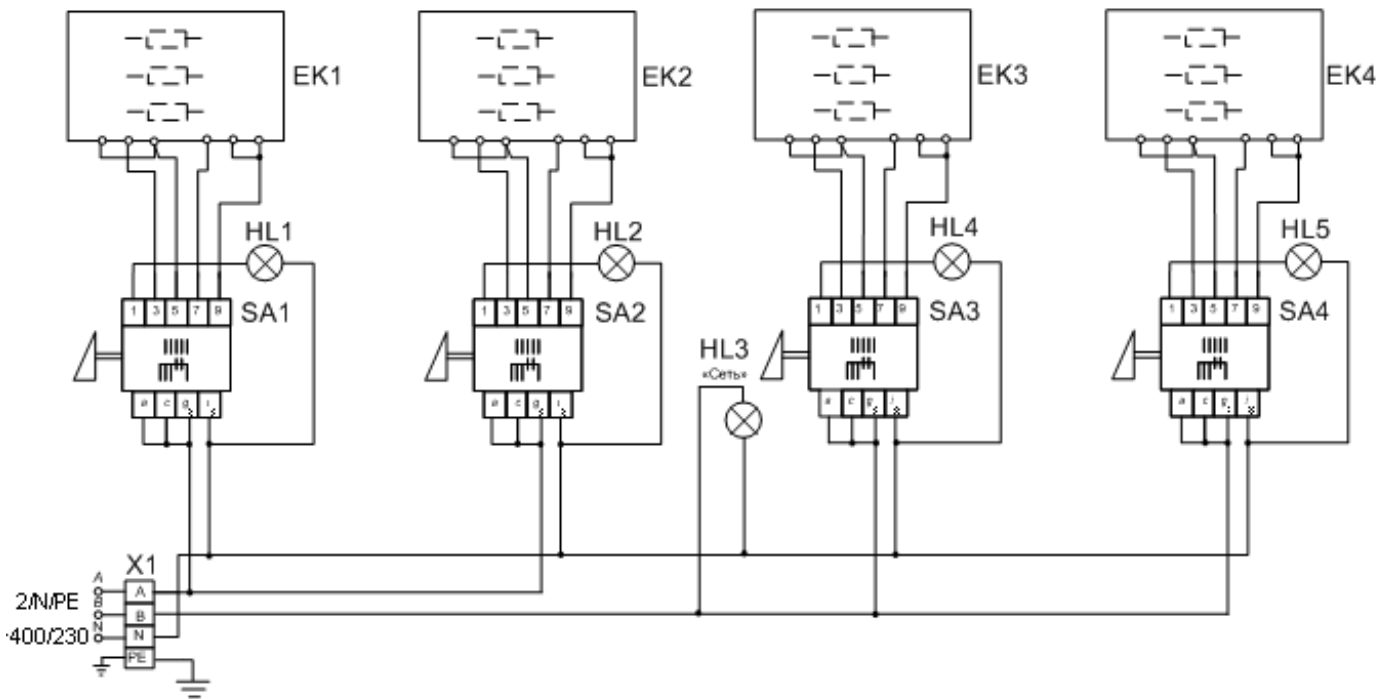 EK1
EK2
EK3
EK4
HL1
HL2
HL4
HL5
1 3 5 7 9
SA1
1 3 5 7 9
SA2
1 3 5 7 9
SA3
1 3 5 7 9
SA4
HL3
«Сеть»
a c g i
a c g i
a c g i
a c g i
X1
A
A
B
B
2/N/PE
N
N
~400/230
PE